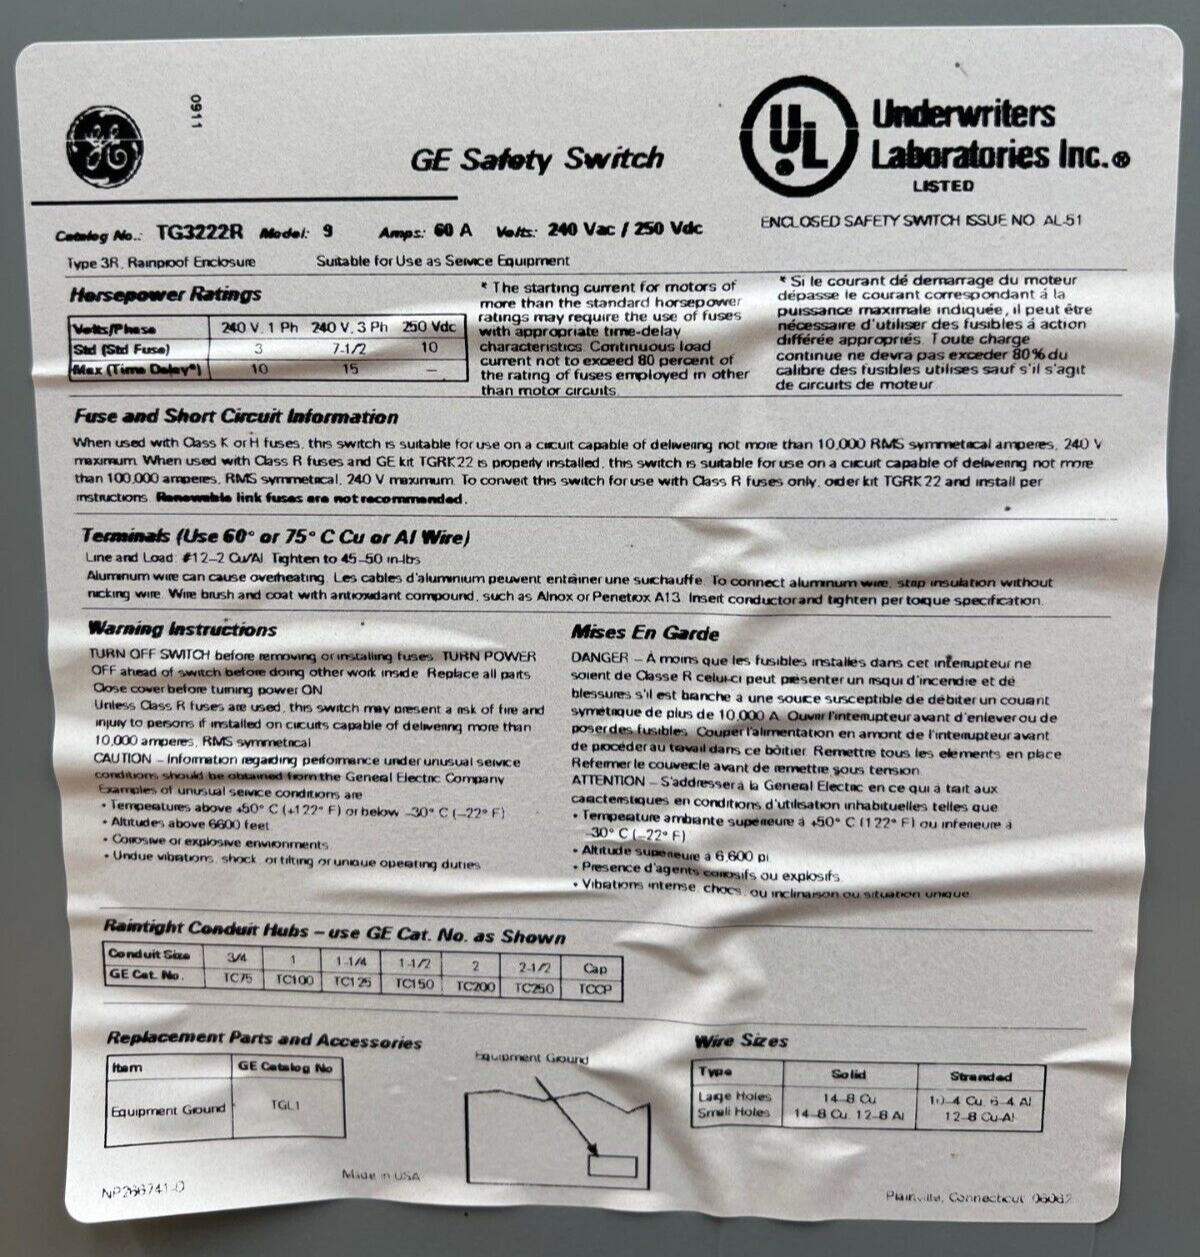 0911
GE Safety Switch
Underwriters
Laboratories Inc.®
LISTED
ENCLOSED SAFETY SWITCH ISSUE NO. AL-51
Catalog No.: TG3222R Model: 9 Amps: 60 A Volts: 240 Vac / 250 Vdc
Type 3R, Rainproof Enclosure Suitable for Use as Service Equipment
Horsepower Ratings
Volts/Phase 240 V, 1 Ph 240 V, 3 Ph 250 Vdc
Std (Std Fuse) 3 7-1/2 10
Max (Time Delay*) 10 15 —
* The starting current for motors of
more than the standard horsepower
ratings may require the use of fuses
with appropriate time-delay
characteristics. Continuous load
current not to exceed 80 percent of
the rating of fuses employed in other
than motor circuits.
* Si le courant dé demarrage du moteur
dépasse le courant correspondant á la
puissance maximale indiquée, il peut être
nécessaire d'utiliser des fusibles á action
différée appropriés. Toute charge
continue ne devra pas exceder 80% du
calibre des fusibles utilises sauf s'il s'agit
de circuits de moteur
Fuse and Short Circuit Information
When used with Class K or H fuses, this switch is suitable for use on a circuit capable of delivering not more than 10,000 RMS symmetrical amperes, 240 V
maximum. When used with Class R fuses and GE kit TGRK22 is properly installed, this switch is suitable for use on a circuit capable of delivering not more
than 100,000 amperes, RMS symmetrical, 240 V maximum. To convert this switch for use with Class R fuses only, order kit TGRK22 and install per
instructions. Renewable link fuses are not recommended.
Terminals (Use 60° or 75° C Cu or Al Wire)
Line and Load: #12–2 Cu/Al Tighten to 45–50 in-lbs
Aluminum wire can cause overheating. Les cables d'aluminium peuvent entràiner une surchauffe. To connect aluminum wire, strip insulation without
nicking wire. Wire brush and coat with antioxidant compound, such as Alnox or Penetrox A13. Insert conductor and tighten per torque specification.
Warning Instructions
TURN OFF SWITCH before removing or installing fuses. TURN POWER
OFF ahead of switch before doing other work inside. Replace all parts
Close cover before turning power ON
Unless Class R fuses are used, this switch may present a risk of fire and
injury to persons if installed on circuits capable of delivering more than
10,000 amperes, RMS symmetrical
CAUTION – Information regarding performance under unusual service
conditions should be obtained from the General Electric Company
Examples of unusual service conditions are
• Temperatures above +50° C (+122° F) or below –30° C (–22° F)
• Altitudes above 6600 feet
• Corrosive or explosive environments
• Undue vibrations, shock, or tilting or unique operating duties
Mises En Garde
DANGER – À moins que les fusibles installés dans cet interrupteur ne
soient de Classe R celui-ci peut présenter un risqui d'incendie et dé
blessures s'il est branche a une source susceptible de débiter un courant
symétrique de plus de 10,000 A. Ouvrir l'interrupteur avant d'enlever ou de
poser des fusibles. Couper l'alimentation en amont de l'interrupteur avant
de procéder au travail dans ce bôitier. Remettre tous les elements en place
Refermer le couvercle avant de remettre sous tension
ATTENTION – S'addresser á la General Electric en ce qui á trait aux
caractéristiques en conditions d'utilisation inhabituelles telles que
• Température ambiante supérieure á +50° C (122° F) ou inférieure á
–30° C (–22° F)
• Altitude supérieure á 6,600 pi
• Presence d'agents corrosifs ou explosifs
• Vibrations intense, chocs, ou inclinaison ou situation unique
Raintight Conduit Hubs – use GE Cat. No. as Shown
Conduit Size 3/4 1 1-1/4 1-1/2 2 2-1/2 Cap
GE Cat. No. TC75 TC100 TC125 TC150 TC200 TC250 TCCP
Replacement Parts and Accessories
Item GE Catalog No
Equipment Ground TGL1
Equipment Ground
Wire Sizes
Type Solid Stranded
Large Holes 14–8 Cu 10–4 Cu, 6–4 Al
Small Holes 14–8 Cu, 12–8 Al 12–8 Cu-Al
NP266741-D
Made in USA
Plainville, Connecticut 06062